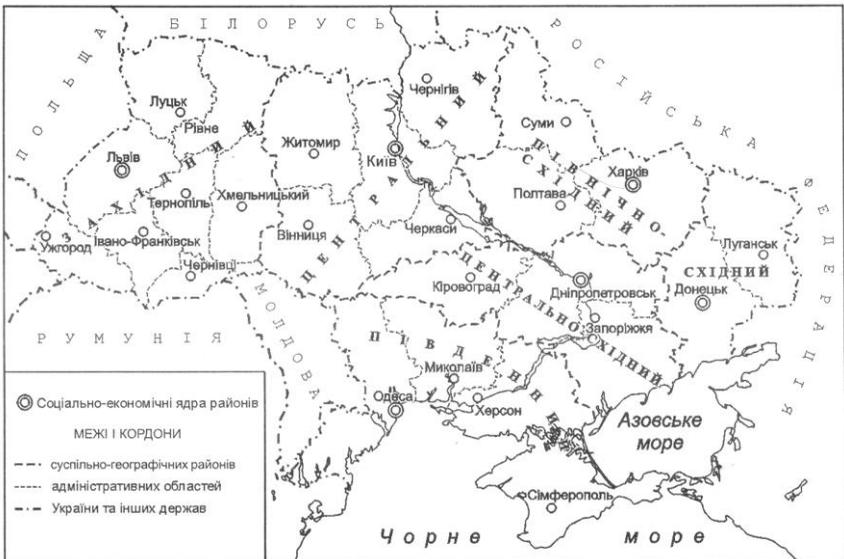 БІЛОРУСЬ
ПОЛЬЩА
РОСІЙСЬКА ФЕДЕРАЦІЯ
Чернігів
Луцьк
Рівне
Суми
Житомир
Київ
Львів
Харків
ЗАХІДНИЙ
ЦЕНТРАЛЬНИЙ
ПІВНІЧНО-
СХІДНИЙ
Тернопіль
Хмельницький
Полтава
Черкаси
Вінниця
Ужгород
Івано-Франківськ
Луганськ
Чернівці
СХІДНИЙ
Кіровоград
Дніпропетровськ
Донецьк
ЦЕНТРАЛЬНО-СХІДНИЙ
Запоріжжя
РУМУНІЯ
МОЛДОВА
ПІВДЕННИЙ
Миколаїв
Одеса
Херсон
Азовське
море
Сімферополь
Чорне море
Соціально-економічні ядра районів
МЕЖІ І КОРДОНИ
суспільно-географічних районів
адміністративних областей
України та інших держав